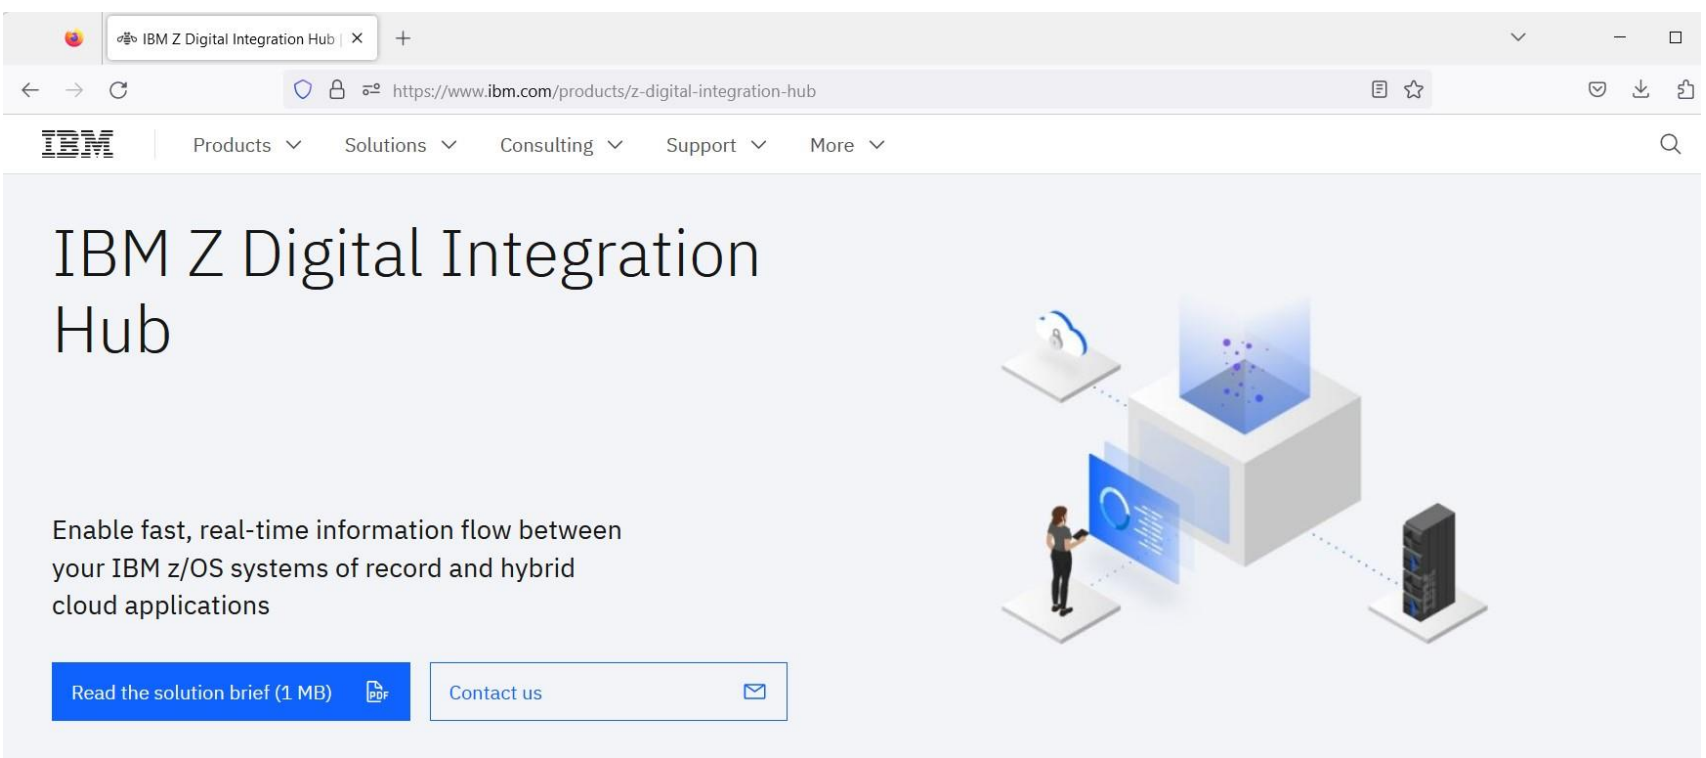 IBM Z Digital Integration Hub |
https://www.ibm.com/products/z-digital-integration-hub
IBM
Products
Solutions
Consulting
Support
More
IBM Z Digital Integration
Hub
Enable fast, real-time information flow between
your IBM z/OS systems of record and hybrid
cloud applications
Read the solution brief (1 MB)
PDF
Contact us
IBM